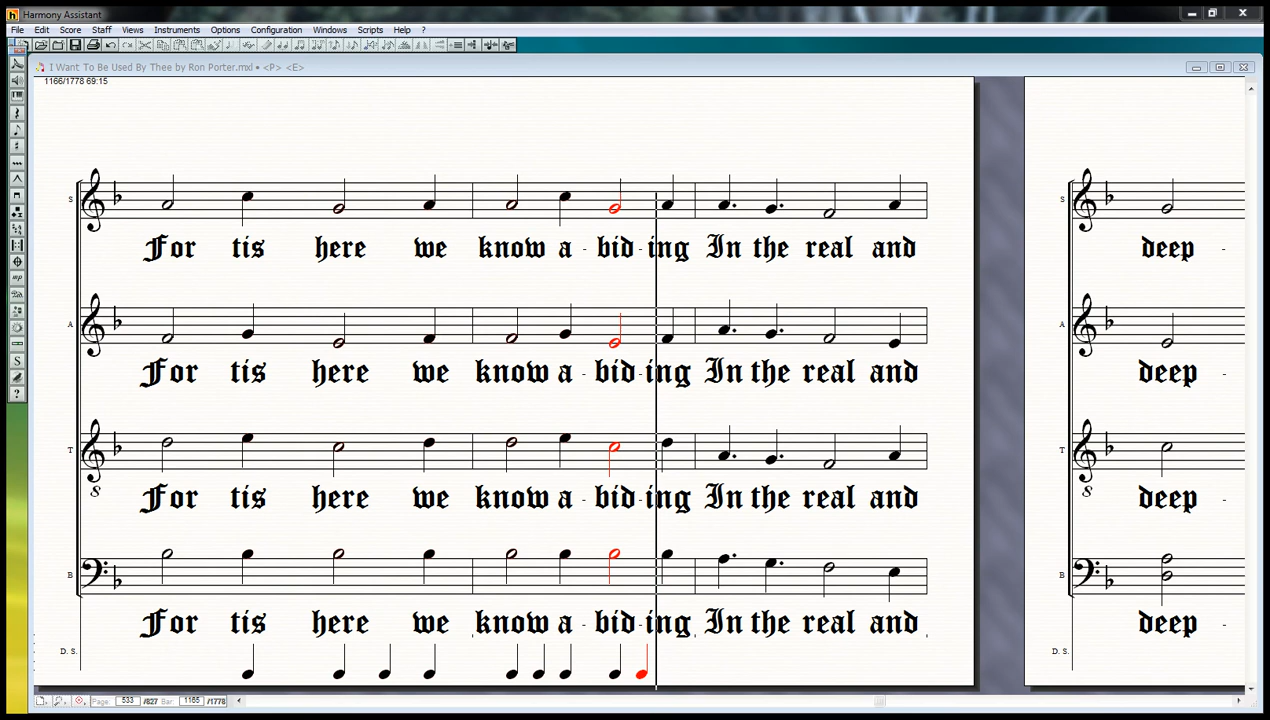 Harmony Assistant
File Edit Score Staff Views Instruments Options Configuration Windows Scripts Help ?
I Want To Be Used By Thee by Ron Porter.mxl • <P> <E>
1166/1778 69:15
S
S
For tis here we know a - bid - ing In the real and
deep -
A
A
For tis here we know a - bid - ing In the real and
deep -
T
T
8
8
For tis here we know a - bid - ing In the real and
deep -
B
B
For tis here we know a - bid - ing In the real and
deep -
D. S.
D. S.
Page: 533 /827 Bar: 1165 /1778